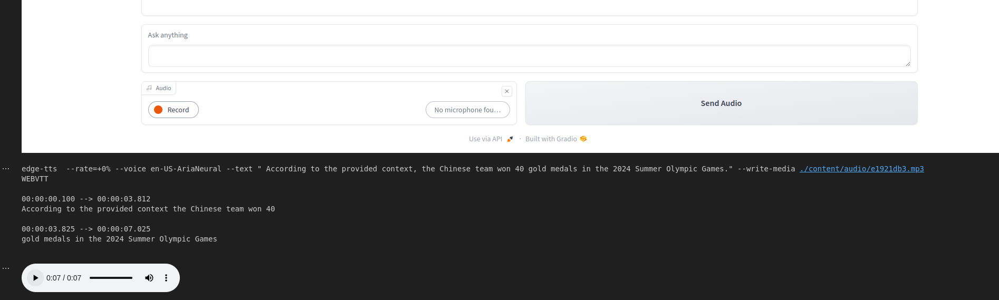 Ask anything
Audio
Record
No microphone fou...
Send Audio
Use via API · Built with Gradio
edge-tts  --rate=+0% --voice en-US-AriaNeural --text " According to the provided context, the Chinese team won 40 gold medals in the 2024 Summer Olympic Games." --write-media ./content/audio/e1921db3.mp3
WEBVTT
00:00:00.100 --> 00:00:03.812
According to the provided context the Chinese team won 40
00:00:03.825 --> 00:00:07.025
gold medals in the 2024 Summer Olympic Games
0:07 / 0:07